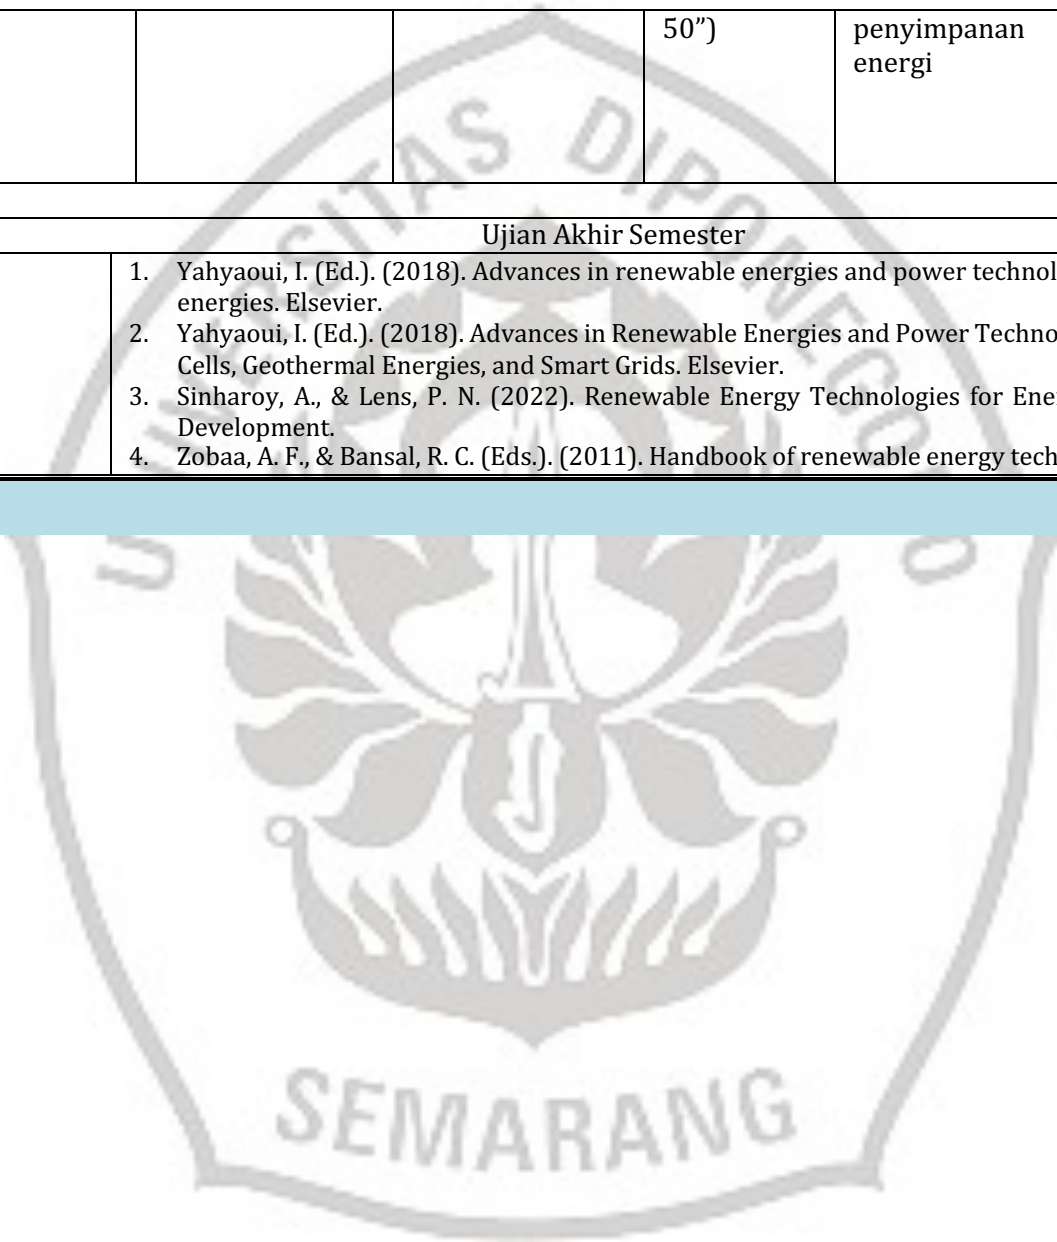 50”)
penyimpanan
energi
Ujian Akhir Semester
1. Yahyaoui, I. (Ed.). (2018). Advances in renewable energies and power technol
energies. Elsevier.
2. Yahyaoui, I. (Ed.). (2018). Advances in Renewable Energies and Power Techno
Cells, Geothermal Energies, and Smart Grids. Elsevier.
3. Sinharoy, A., & Lens, P. N. (2022). Renewable Energy Technologies for Ener
Development.
4. Zobaa, A. F., & Bansal, R. C. (Eds.). (2011). Handbook of renewable energy tech
UNIVERSITAS DIPONEGORO
SEMARANG